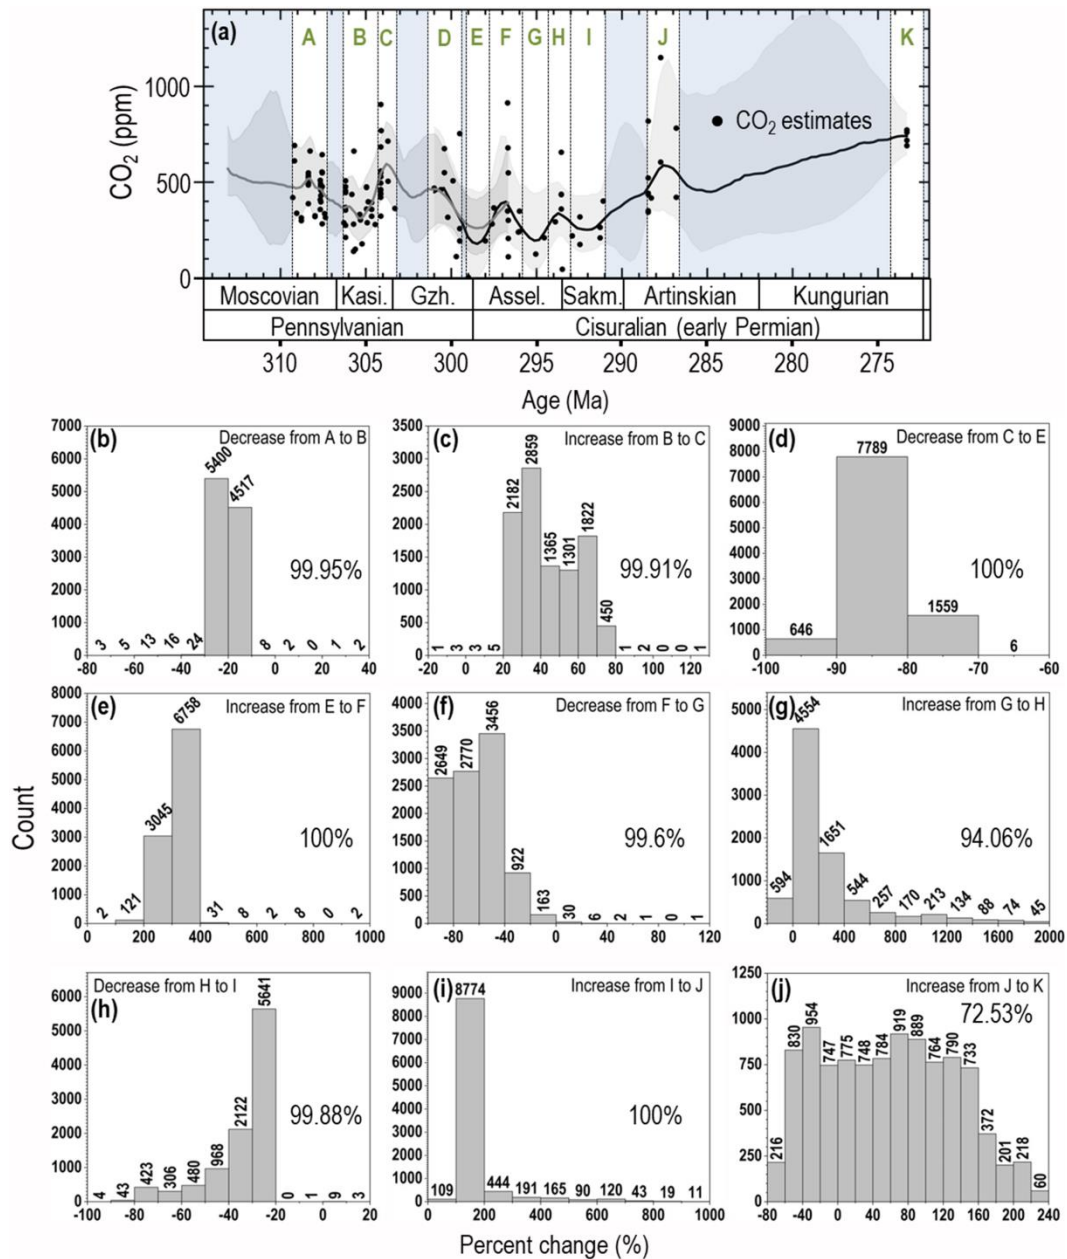 (a) A B C D E F G H I J K
CO₂ (ppm)
1000
500
0
CO₂ estimates
Moscovian Kasi. Gzh. Assel. Sakm. Artinskian Kungurian
Pennsylvanian Cisuralian (early Permian)
310 305 300 295 290 285 280 275
Age (Ma)
(b) Decrease from A to B
7000
6000
5000
4000
3000
2000
1000
0
3 5 13 16 24 5400 4517 8 2 0 1 2
99.95%
-80 -60 -40 -20 0 20 40
(c) Increase from B to C
3500
3000
2500
2000
1500
1000
500
0
1 3 3 5 2182 2859 1365 1301 1822 450 1 2 0 0 1
99.91%
-20 0 20 40 60 80 100 120
(d) Decrease from C to E
9000
8000
7000
6000
5000
4000
3000
2000
1000
0
646 7789 1559 6
100%
-100 -90 -80 -70 -60
Count
(e) Increase from E to F
8000
7000
6000
5000
4000
3000
2000
1000
0
2 121 3045 6758 31 8 2 8 0 2
100%
0 200 400 600 800 1000
(f) Decrease from F to G
4000
3500
3000
2500
2000
1500
1000
500
0
2649 2770 3456 922 163 30 6 2 1 0 1
99.6%
-80 -40 0 40 80 120
(g) Increase from G to H
5000
4000
3000
2000
1000
0
594 4554 1651 544 257 170 213 134 88 74 45
94.06%
0 400 800 1200 1600 2000
Decrease from H to I
(h)
6000
5000
4000
3000
2000
1000
0
4 43 423 306 480 968 2122 5641 0 1 9 3
99.88%
-100 -80 -60 -40 -20 0 20
(i) Increase from I to J
9000
8000
7000
6000
5000
4000
3000
2000
1000
0
109 8774 444 191 165 90 120 43 19 11
100%
0 200 400 600 800 1000
(j) Increase from J to K
72.53%
1250
1000
750
500
250
0
216 830 954 747 775 748 784 919 889 764 790 733 372 201 218 60
-80 -40 0 40 80 120 160 200 240
Percent change (%)